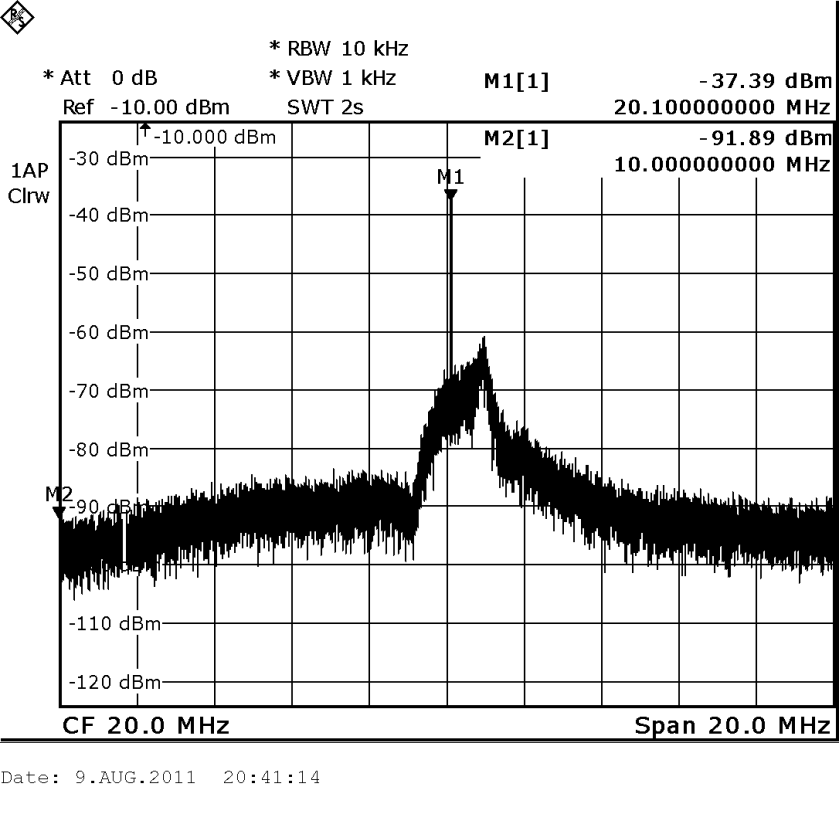 * RBW 10 kHz
* Att 0 dB * VBW 1 kHz M1[1] -37.39 dBm
Ref -10.00 dBm SWT 2s 20.100000000 MHz
-10.000 dBm M2[1] -91.89 dBm
-30 dBm 10.000000000 MHz
1AP
M1
Clrw
-40 dBm
-50 dBm
-60 dBm
-70 dBm
-80 dBm
M2
-90 dBm
-110 dBm
-120 dBm
CF 20.0 MHz Span 20.0 MHz
Date: 9.AUG.2011 20:41:14